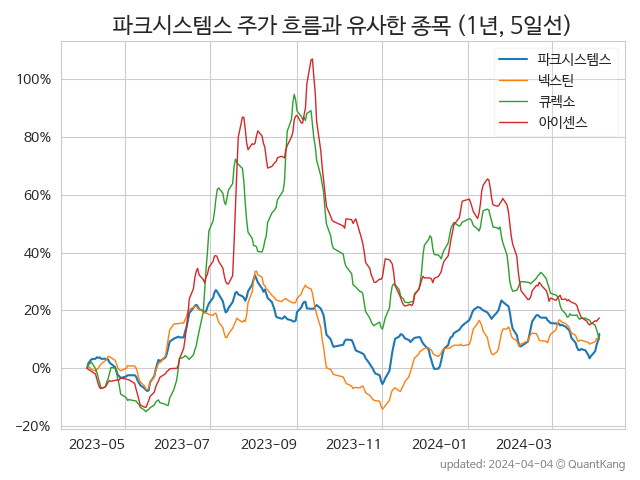 파크시스템스 주가 흐름과 유사한 종목 (1년, 5일선)
파크시스템스
넥스틴
큐렉소
아이센스
100%
80%
60%
40%
20%
0%
−20%
2023-05
2023-07
2023-09
2023-11
2024-01
2024-03
updated: 2024-04-04 © QuantKang